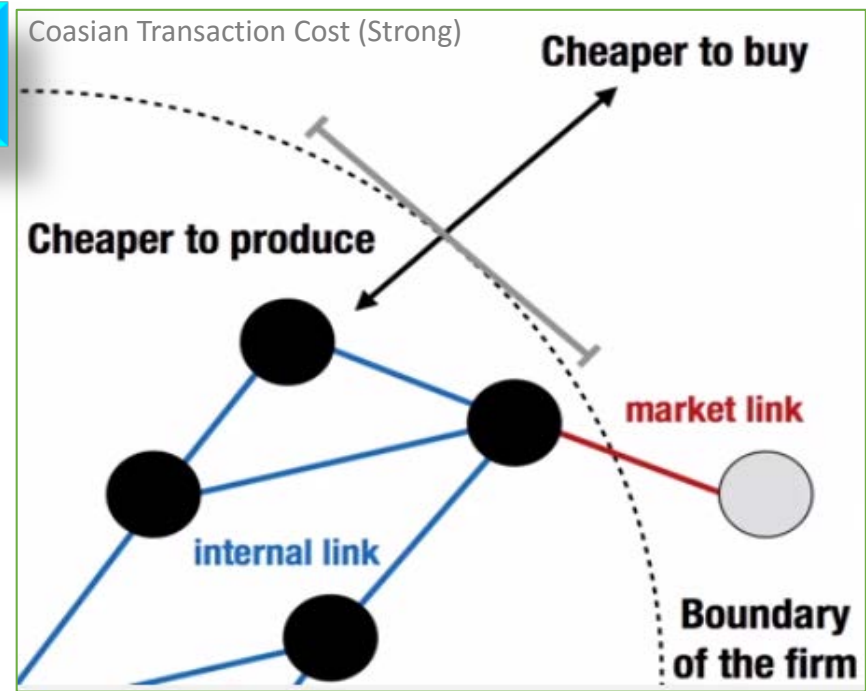 Coasian Transaction Cost (Strong)
Cheaper to buy
Cheaper to produce
market link
internal link
Boundary
of the firm